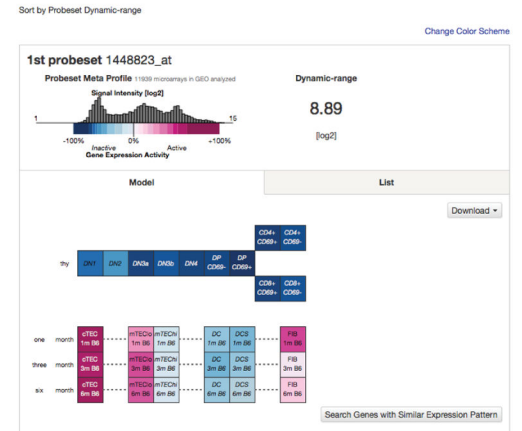 Sort by Probeset Dynamic-range
Change Color Scheme
1st probeset 1448823_at
Probeset Meta Profile 11939 microarrays in GEO analyzed
Dynamic-range
Signal Intensity [log2]
1
15
8.89
[log2]
-100% 0% +100%
Inactive Active
Gene Expression Activity
Model
List
Download
CD4+ CD4+
CD69+ CD69-
thy DN1 DN2 DN3a DN3b DN4 DP DP
CD69- CD69+
CD8+ CD8+
CD69+ CD69-
one month cTEC mTEClo mTEChi DC DCS FIB
1m B6 1m B6 1m B6 1m B6 1m B6 1m B6
three month cTEC mTEClo mTEChi DC DCS FIB
3m B6 3m B6 3m B6 3m B6 3m B6 3m B6
six month cTEC mTEClo mTEChi DC DCS FIB
6m B6 6m B6 6m B6 6m B6 6m B6 6m B6
Search Genes with Similar Expression Pattern